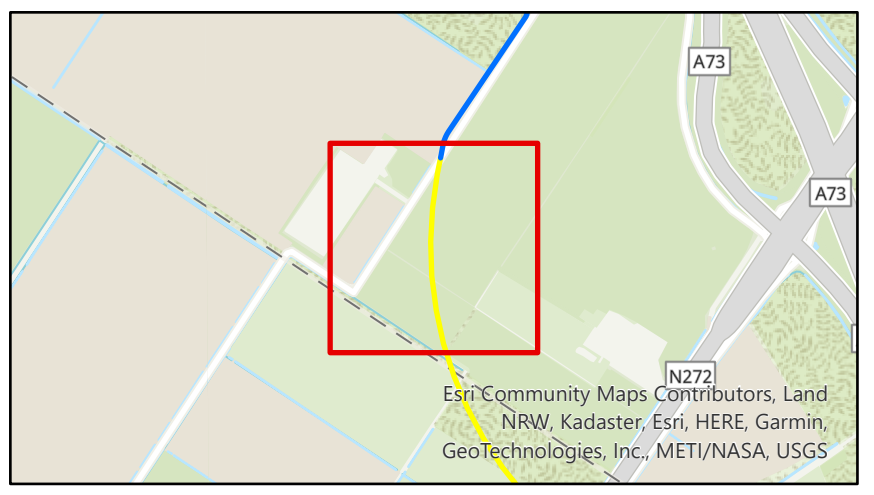 A73
A73
N272
Esri Community Maps Contributors, Land
NRW, Kadaster, Esri, HERE, Garmin,
GeoTechnologies, Inc., METI/NASA, USGS